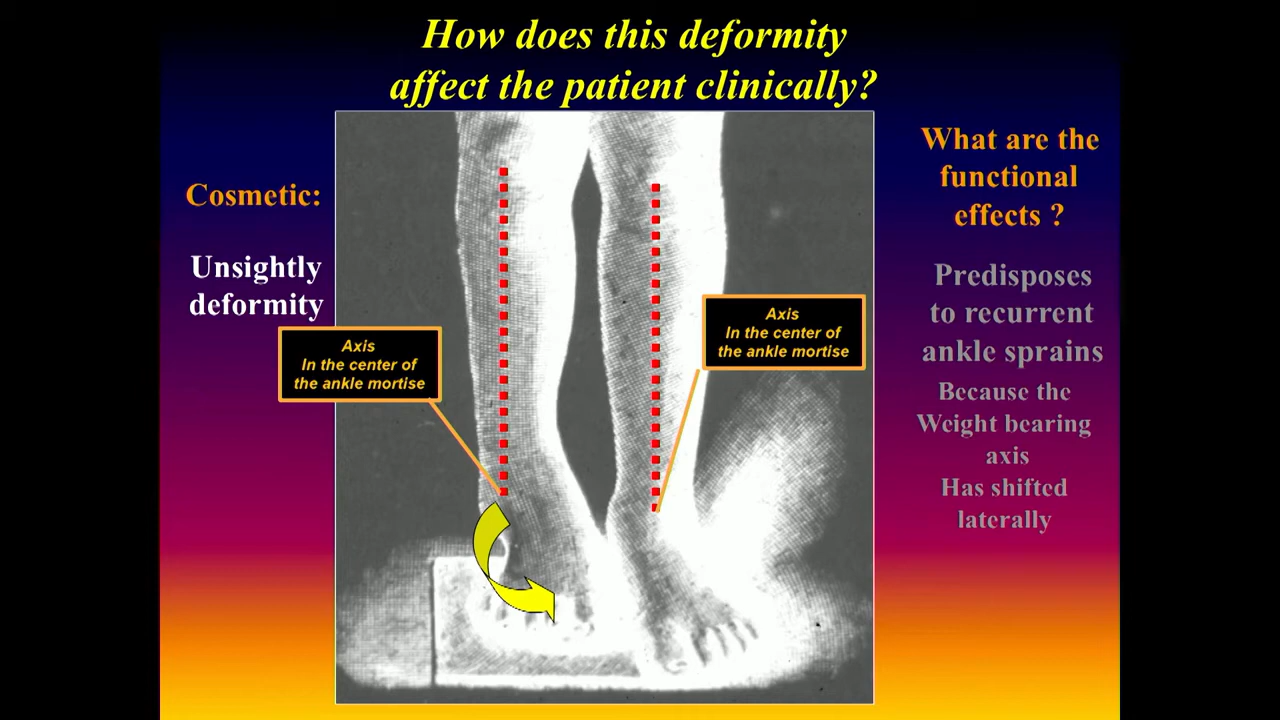 How does this deformity
affect the patient clinically?
Cosmetic:
Unsightly
deformity
Axis
In the center of
the ankle mortise
Axis
In the center of
the ankle mortise
What are the
functional
effects ?
Predisposes
to recurrent
ankle sprains
Because the
Weight bearing
axis
Has shifted
laterally